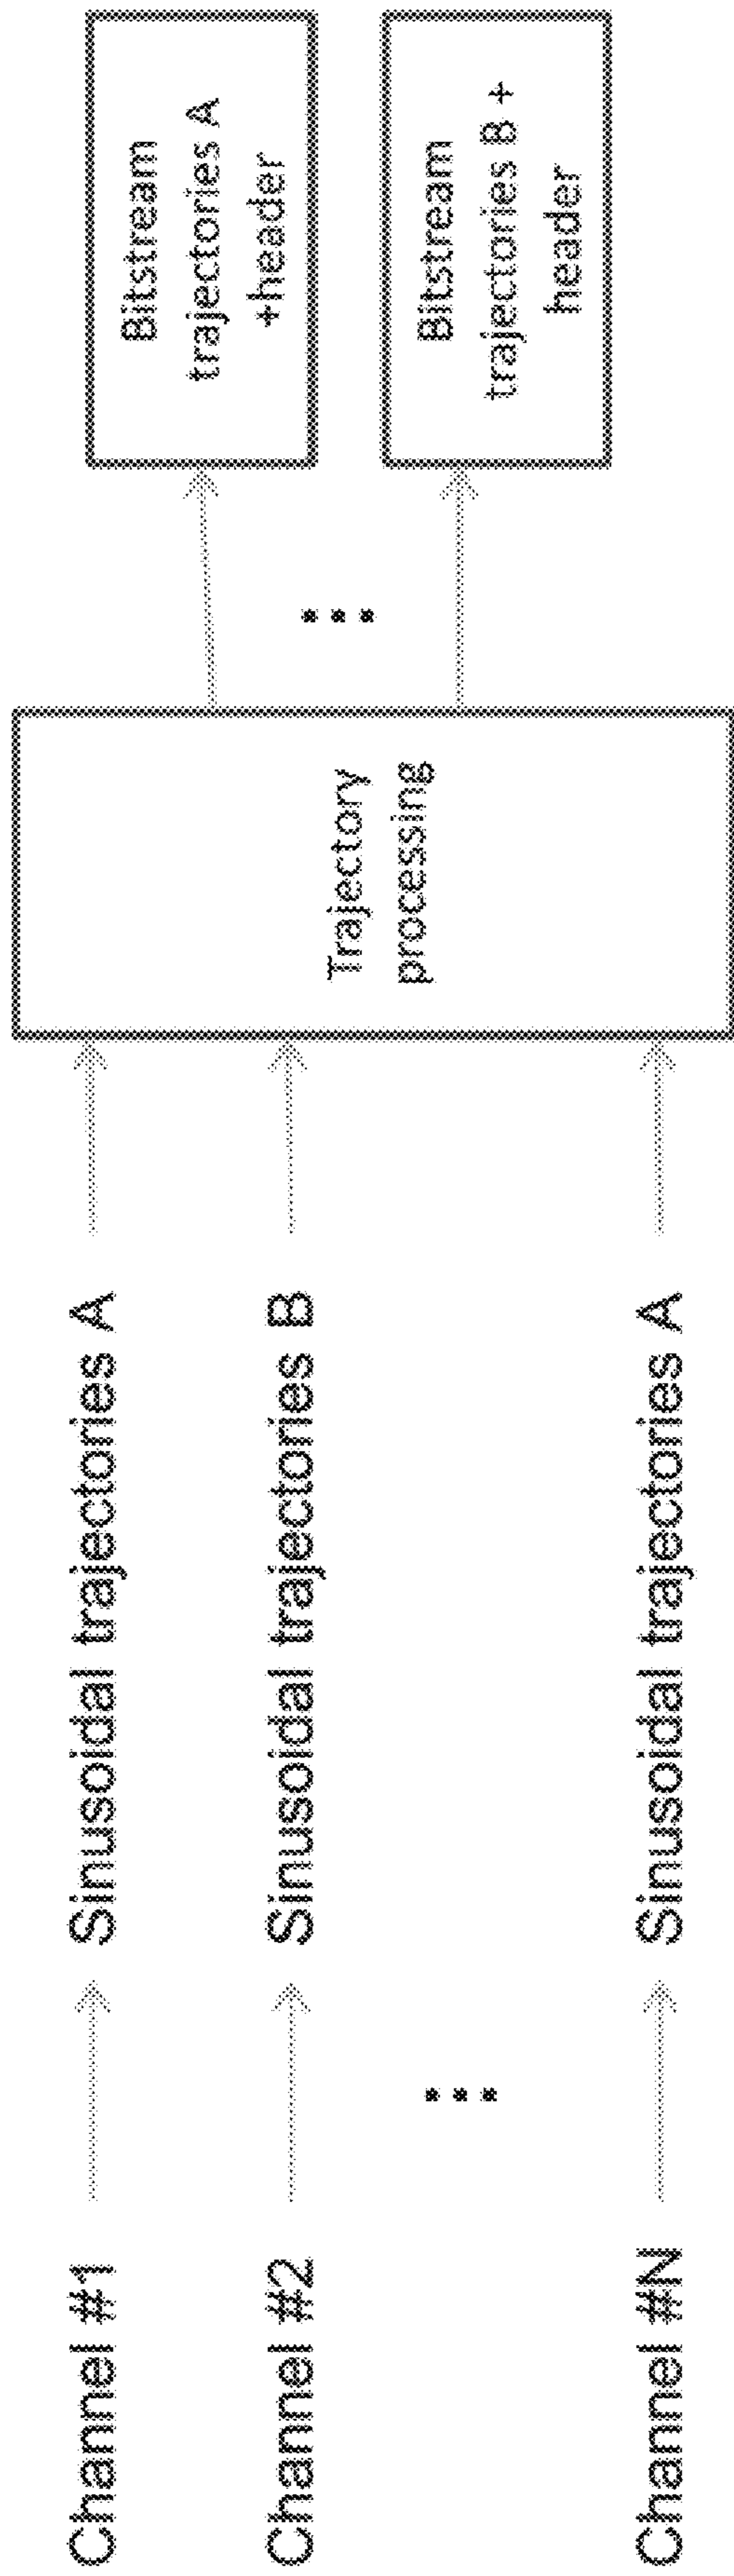 Channel #1
Sinusoidal trajectories A
Channel #2
Sinusoidal trajectories B
...
Channel #N
Sinusoidal trajectories A
Trajectory
processing
...
Bitstream
trajectories A
+header
Bitstream
trajectories B +
header